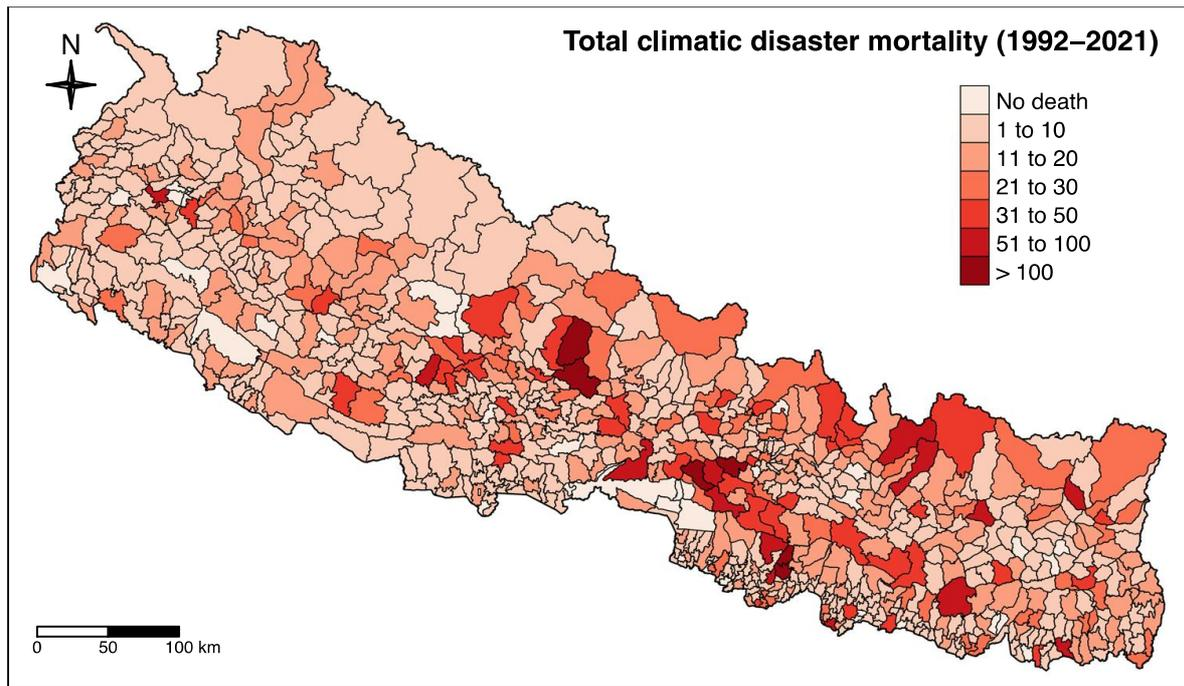 Total climatic disaster mortality (1992–2021)
N
No death
1 to 10
11 to 20
21 to 30
31 to 50
51 to 100
> 100
0 50 100 km